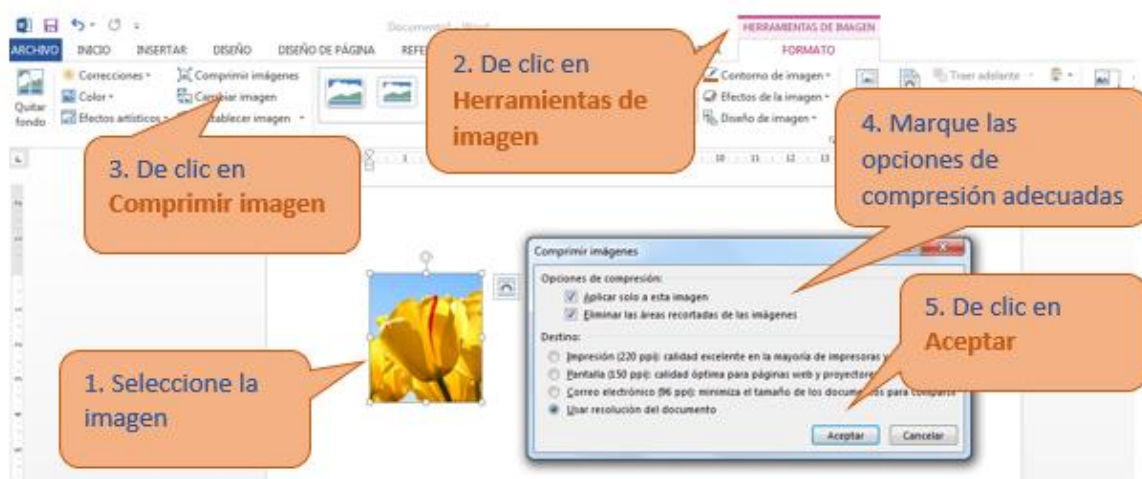 Documento1 - Word
HERRAMIENTAS DE IMAGEN
ARCHIVO INICIO INSERTAR DISEÑO DISEÑO DE PÁGINA
FORMATO
Quitar
fondo
Correcciones
Color
Efectos artísticos
Comprimir imágenes
Cambiar imagen
Contorno de imagen
Efectos de la imagen
Diseño de imagen
Traer adelante
2. De clic en
Herramientas de
imagen
3. De clic en
Comprimir imagen
4. Marque las
opciones de
compresión adecuadas
Comprimir imágenes
Opciones de compresión:
Aplicar solo a esta imagen
Eliminar las áreas recortadas de las imágenes
Destino:
Impresión (220 ppi): calidad excelente en la mayoría de impresoras y
Pantalla (150 ppi): calidad óptima para páginas web y proyectores
Correo electrónico (96 ppi): minimiza el tamaño de los documentos para compartir
Usar resolución del documento
Aceptar Cancelar
5. De clic en
Aceptar
1. Seleccione la
imagen